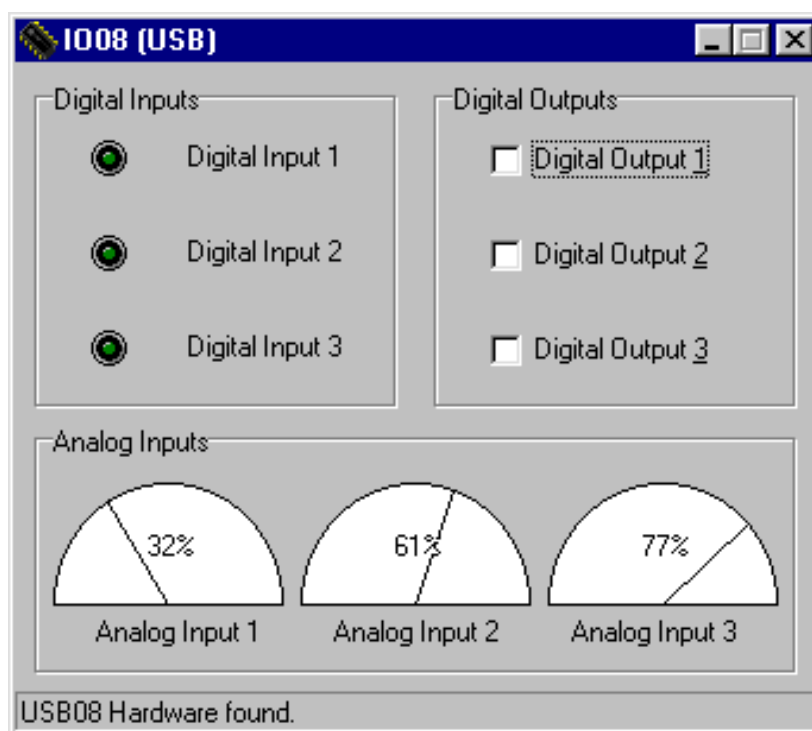 IO08 (USB)
Digital Inputs
Digital Input 1
Digital Input 2
Digital Input 3
Digital Outputs
Digital Output 1
Digital Output 2
Digital Output 3
Analog Inputs
32%
61%
77%
Analog Input 1
Analog Input 2
Analog Input 3
USB08 Hardware found.